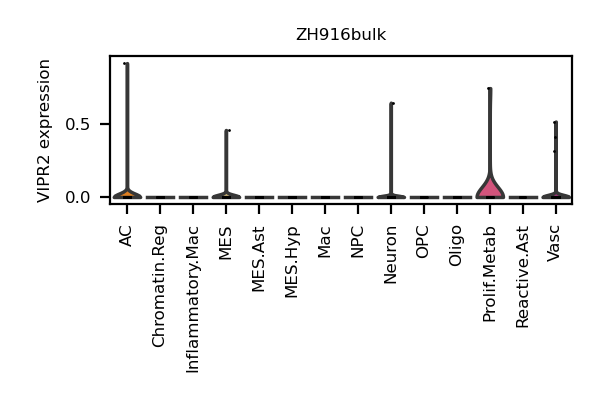 ZH916bulk
VIPR2 expression
0.5
0.0
AC
Chromatin.Reg
Inflammatory.Mac
MES
MES.Ast
MES.Hyp
Mac
NPC
Neuron
OPC
Oligo
Prolif.Metab
Reactive.Ast
Vasc